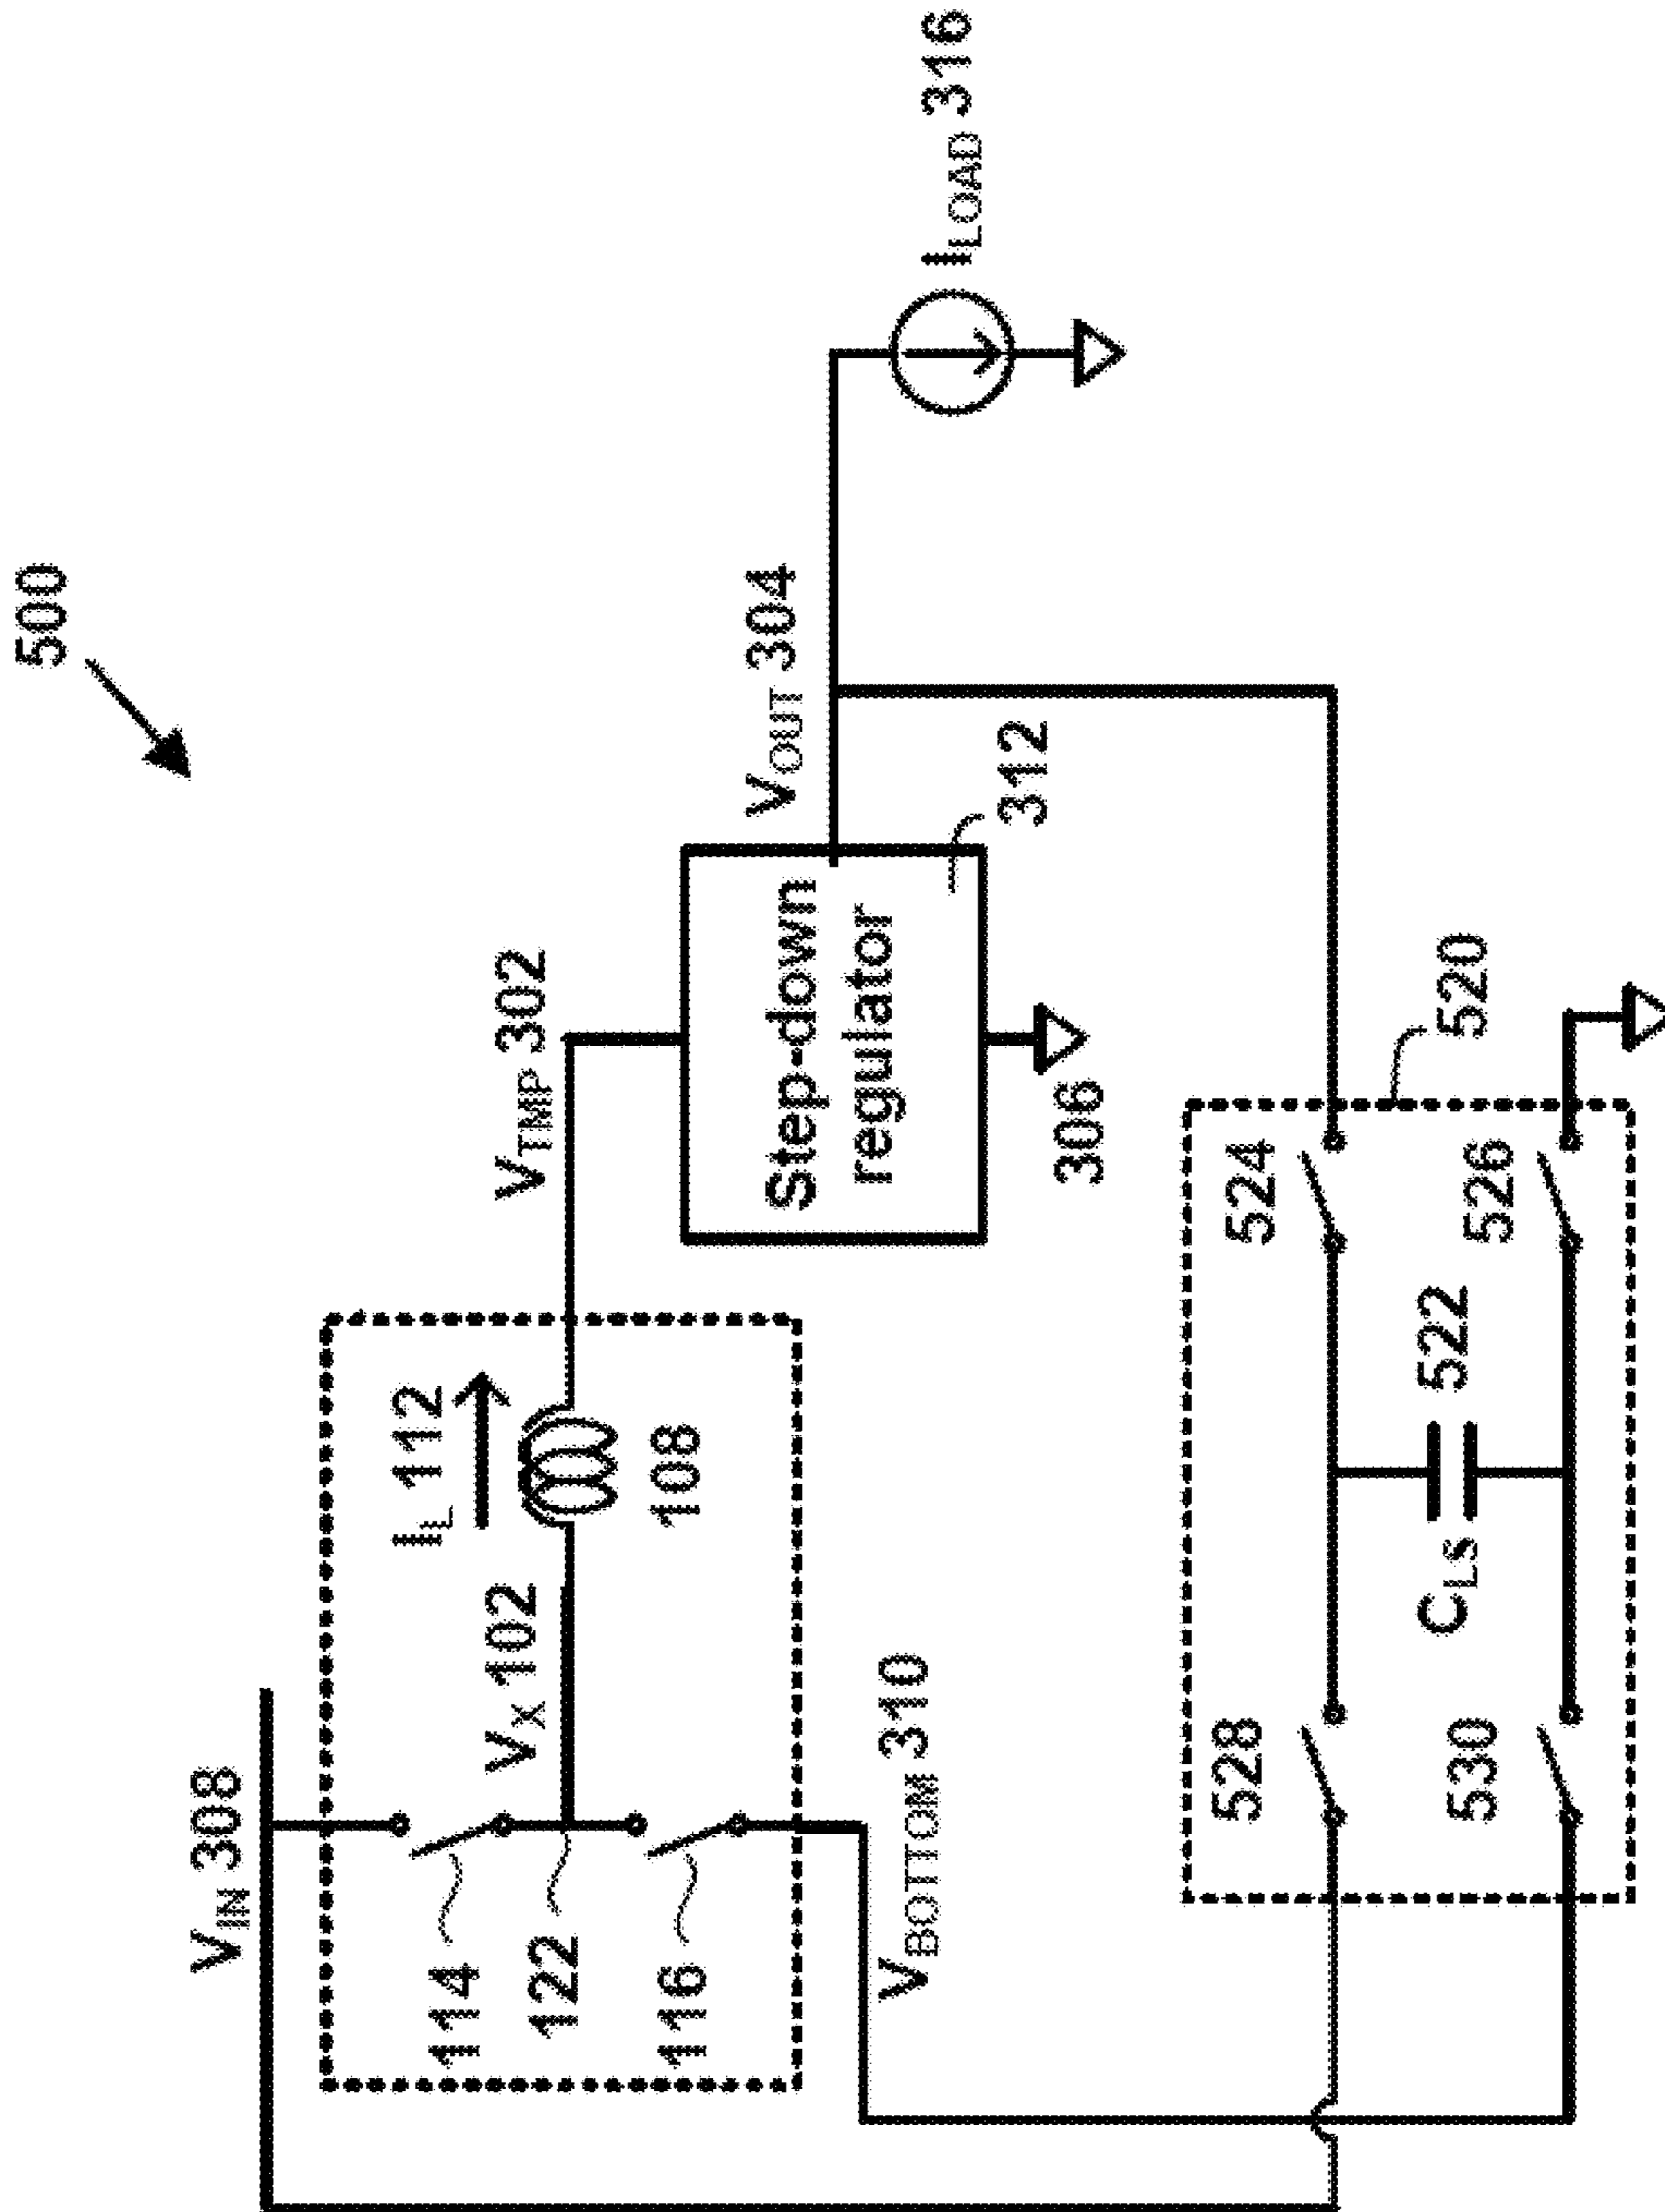 500
V_IN 308
I_L 112
V_X 102
108
114
122
116
V_TMP 302
V_BOTTOM 310
Step-down
regulator
V_OUT 304
312
306
I_LOAD 316
520
528
524
C_LS 522
530
526